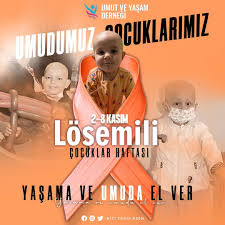 UMUT VE YAŞAM
DERNEĞİ
UMUDUMUZ ÇOCUKLARIMIZ
2-8 KASIM
Lösemili
ÇOCUKLAR HAFTASI
YAŞAMA VE UMUDA EL VER